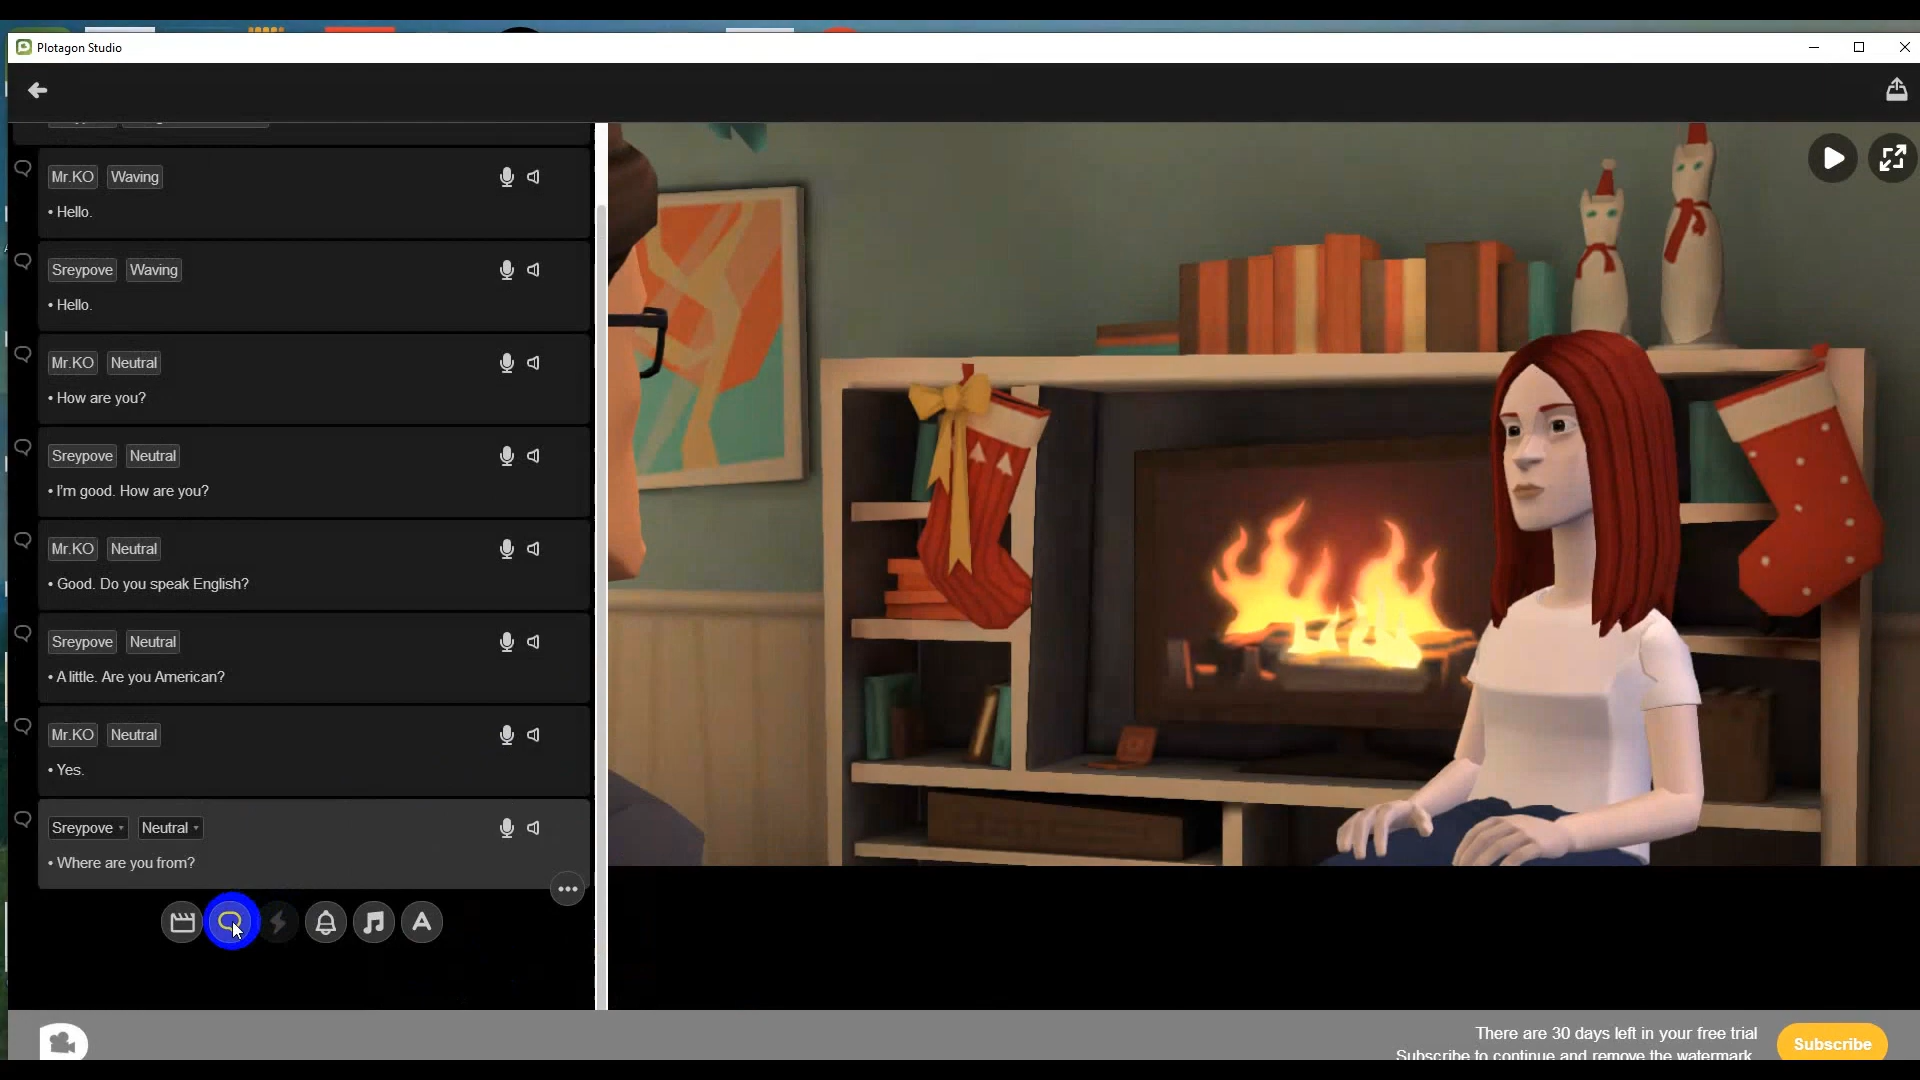 Plotagon Studio
Mr.KO Waving
• Hello.
Sreypove Waving
• Hello.
Mr.KO Neutral
• How are you?
Sreypove Neutral
• I'm good. How are you?
Mr.KO Neutral
• Good. Do you speak English?
Sreypove Neutral
• A little. Are you American?
Mr.KO Neutral
• Yes.
Sreypove Neutral
• Where are you from?
There are 30 days left in your free trial
Subscribe to continue and remove the watermark
Subscribe